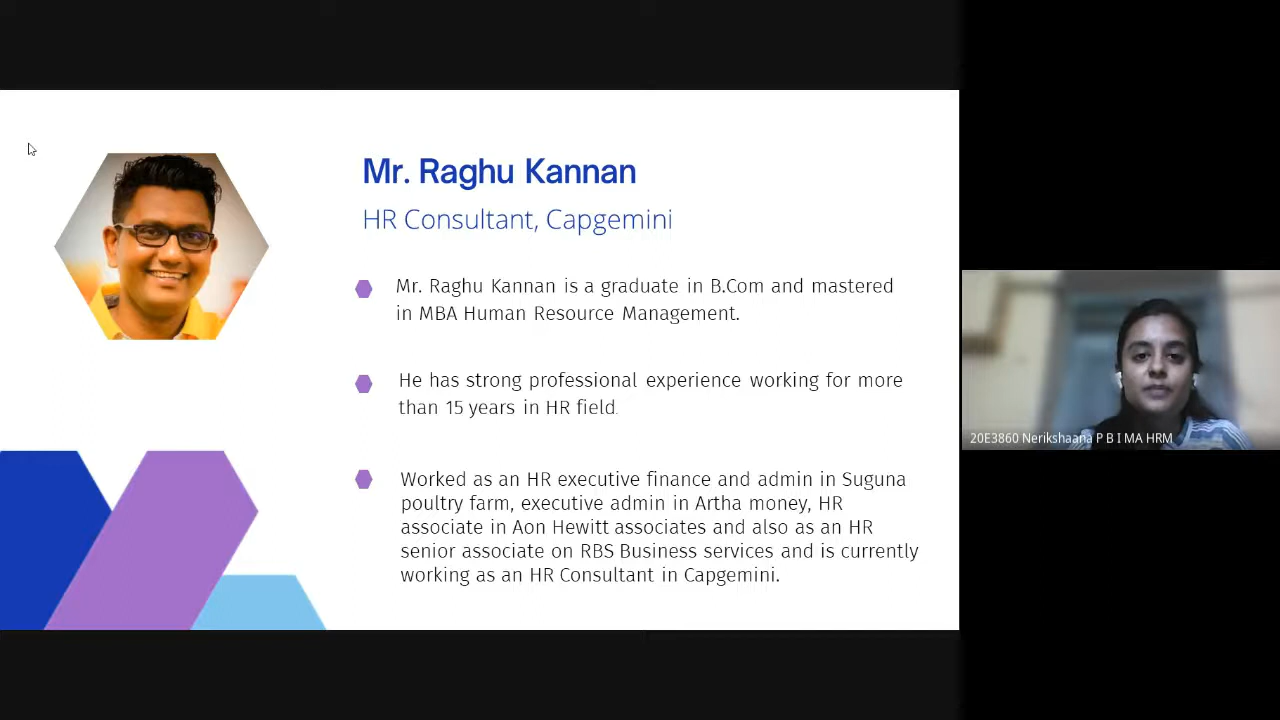 Mr. Raghu Kannan
HR Consultant, Capgemini
Mr. Raghu Kannan is a graduate in B.Com and mastered
in MBA Human Resource Management.
He has strong professional experience working for more
than 15 years in HR field.
Worked as an HR executive finance and admin in Suguna
poultry farm, executive admin in Artha money, HR
associate in Aon Hewitt associates and also as an HR
senior associate on RBS Business services and is currently
working as an HR Consultant in Capgemini.
20E3860 Nerikshaana P B I MA HRM